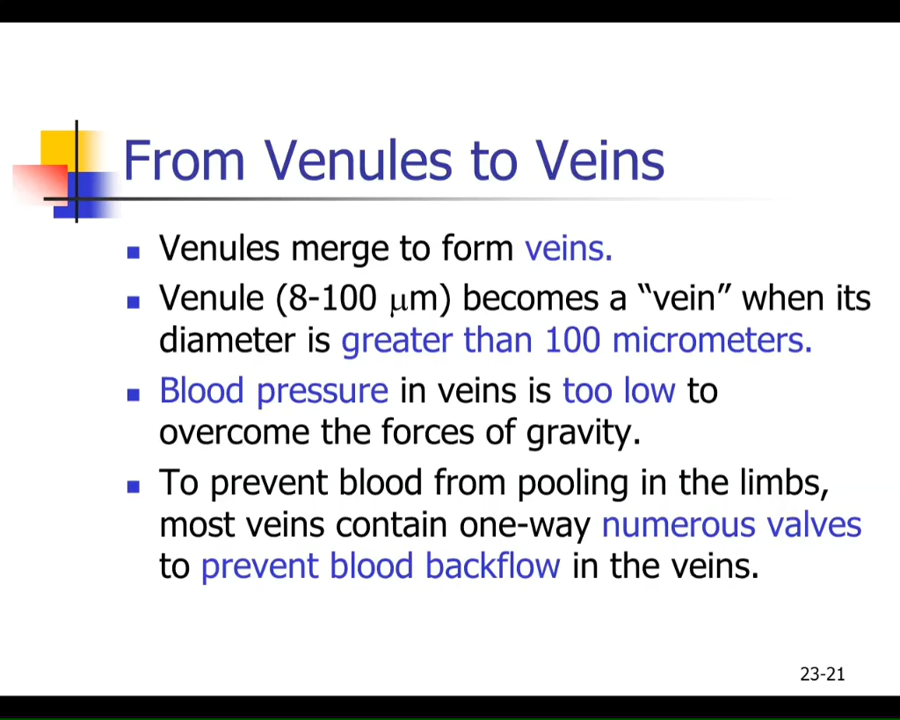 From Venules to Veins
Venules merge to form veins.
Venule (8-100 μm) becomes a “vein” when its
diameter is greater than 100 micrometers.
Blood pressure in veins is too low to
overcome the forces of gravity.
To prevent blood from pooling in the limbs,
most veins contain one-way numerous valves
to prevent blood backflow in the veins.
23-21